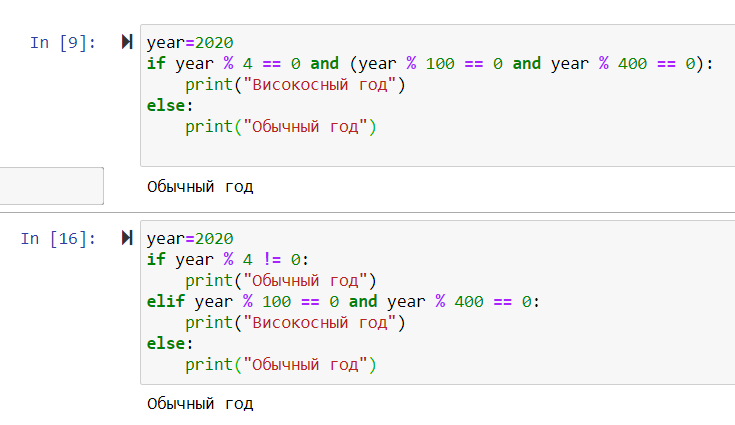 In [9]:
year=2020
if year % 4 == 0 and (year % 100 == 0 and year % 400 == 0):
    print("Високосный год")
else:
    print("Обычный год")
Обычный год
In [16]:
year=2020
if year % 4 != 0:
    print("Обычный год")
elif year % 100 == 0 and year % 400 == 0:
    print("Високосный год")
else:
    print("Обычный год")
Обычный год